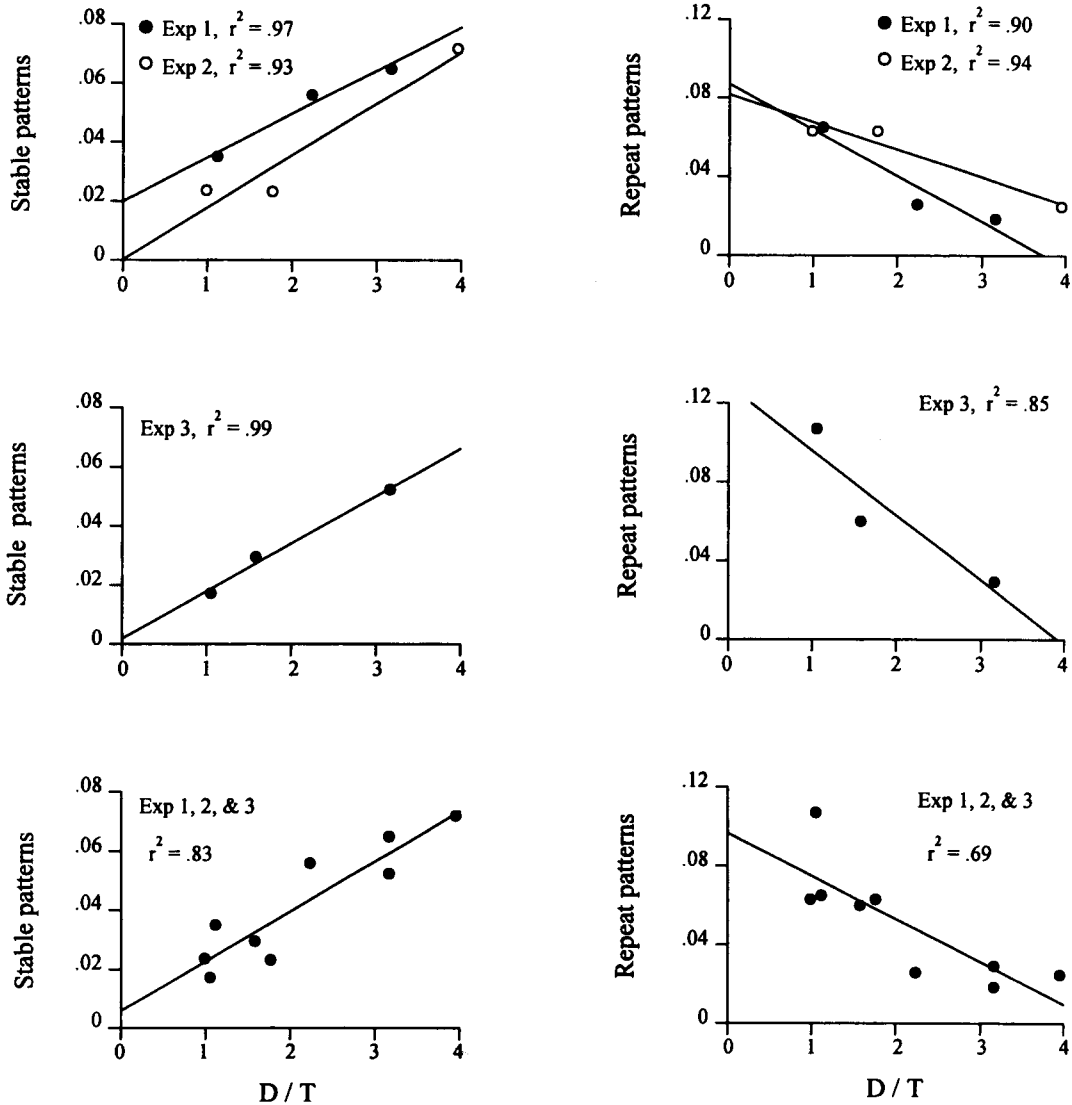 Stable patterns
.08
.06
.04
.02
0
0 1 2 3 4
Exp 1, r² = .97
Exp 2, r² = .93
Repeat patterns
.12
.08
.04
0
0 1 2 3 4
Exp 1, r² = .90
Exp 2, r² = .94
Stable patterns
.08
.06
.04
.02
0
0 1 2 3 4
Exp 3, r² = .99
Repeat patterns
0.12
.08
.04
0
0 1 2 3 4
Exp 3, r² = .85
Stable patterns
.08
.06
.04
.02
0
0 1 2 3 4
Exp 1, 2, & 3
r² = .83
D / T
Repeat patterns
.12
.08
.04
0
0 1 2 3 4
Exp 1, 2, & 3
r² = .69
D / T